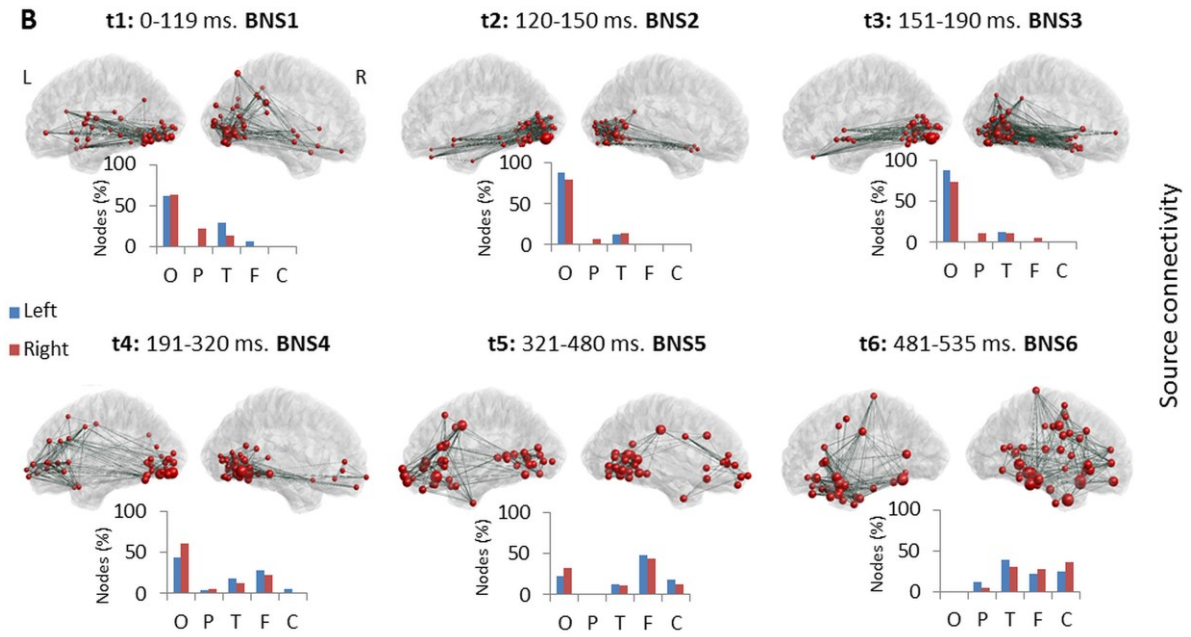 B
t1: 0-119 ms. BNS1
t2: 120-150 ms. BNS2
t3: 151-190 ms. BNS3
L
R
100
50
0
Nodes (%)
O P T F C
100
50
0
Nodes (%)
O P T F C
100
50
0
Nodes (%)
O P T F C
Source connectivity
Left
Right
t4: 191-320 ms. BNS4
t5: 321-480 ms. BNS5
t6: 481-535 ms. BNS6
100
50
0
Nodes (%)
O P T F C
100
50
0
Nodes (%)
O P T F C
100
50
0
Nodes (%)
O P T F C